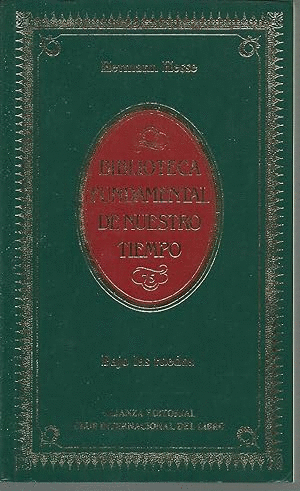 Hermann Hesse
BIBLIOTECA
FUNDAMENTAL
DE NUESTRO
TIEMPO
Bajo las ruedas
ALIANZA EDITORIAL
CLUB INTERNACIONAL DEL LIBRO